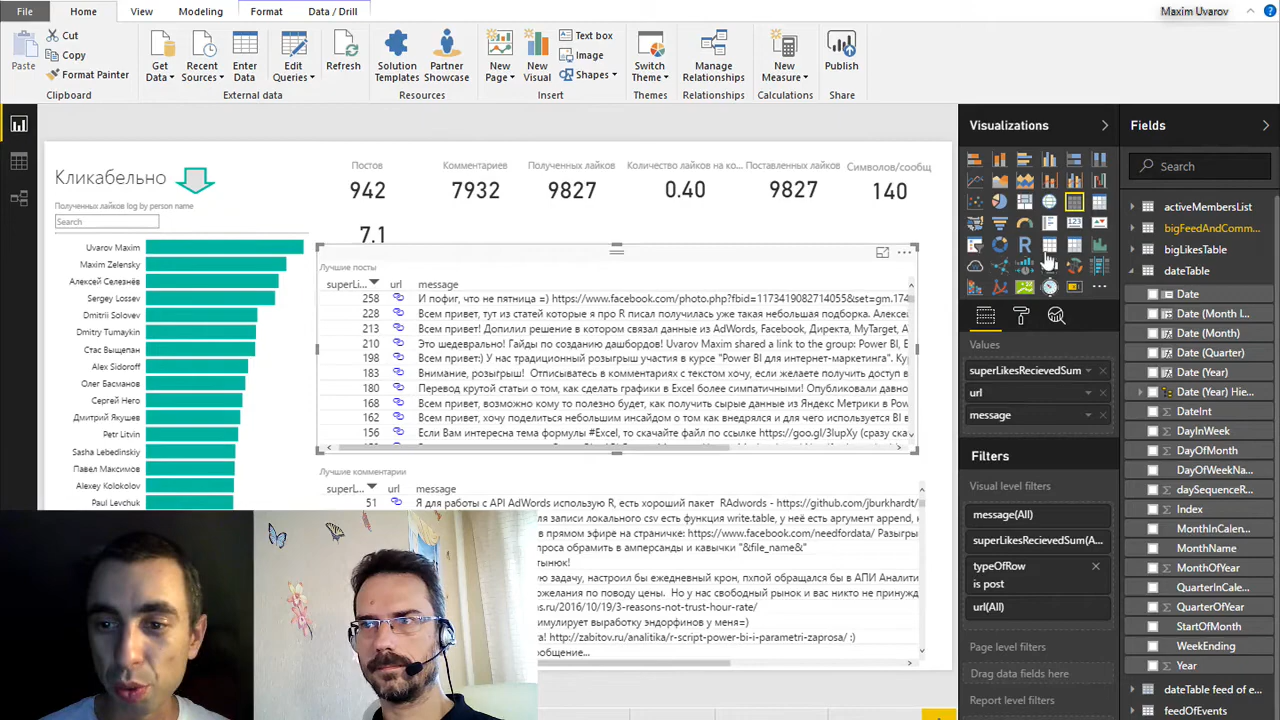 File
Home
View
Modeling
Format
Data / Drill
Maxim Uvarov
Paste
Cut
Copy
Format Painter
Clipboard
Get Data
Recent Sources
Enter Data
Edit Queries
Refresh
External data
Solution Templates
Partner Showcase
Resources
New Page
New Visual
Text box
Image
Shapes
Insert
Switch Theme
Themes
Manage Relationships
Relationships
New Measure
Calculations
Publish
Share
Кликабельно
Полученных лайков log by person name
Search
Uvarov Maxim
Maxim Zelensky
Алексей Селезнёв
Sergey Lossev
Dmitrii Solovev
Dmitry Tumaykin
Стас Выщепан
Alex Sidoroff
Олег Басманов
Сергей Неro
Дмитрий Якушев
Petr Litvin
Sasha Lebedinskiy
Павел Максимов
Alexey Kolokolov
Paul Levchuk
Постов
942
Комментариев
7932
Полученных лайков
9827
Количество лайков на ко...
0.40
Поставленных лайков
9827
Символов/сообщ
140
7.1
Лучшие посты
superLi... url message
258 И пофиг, что не пятница =) https://www.facebook.com/photo.php?fbid=1173419082714055&set=gm.174
228 Всем привет, тут из статей которые я про R писал получилась уже такая небольшая подборка. Алексе
213 Всем привет! Допилил решение в котором связал данные из AdWords, Facebook, Директа, MyTarget, А
210 Это шедеврально! Гайды по созданию дашбордов! Uvarov Maxim shared a link to the group: Power BI, E
198 Всем привет:) У нас традиционный розыгрыш участия в курсе "Power BI для интернет-маркетинга". К
183 Внимание, розыгрыш! Отписываетесь в комментариях с текстом хочу, если желаете получить доступ в
180 Перевод крутой статьи о том, как сделать графики в Excel более симпатичными! Опубликовали давно
168 Всем привет, возможно кому то полезно будет, как получить сырые данные из Яндекс Метрики в Pow
162 Всем привет, хочу поделиться небольшим инсайдом о том как внедрялся и для чего используется BI в
156 Если Вам интересна тема формулы #Excel, то скачайте файл по ссылке https://goo.gl/3lupXy (сразу ска
Лучшие комментарии
superL... url message
51 Я для работы с API AdWords использую R, есть хороший пакет RAdwords - https://github.com/jburkhardt/
ля записи локального csv есть функция write.table, у неё есть аргумент append, к
в прямом эфире на страничке: https://www.facebook.com/needfordata/ Розыгры
проса обрамить в амперсанды и кавычки "&file_name&"
тынюк!
ую задачу, настроил бы ежедневный крон, пхпой обращался бы в АПИ Аналити
ожелания по поводу цены. Но у нас свободный рынок и вас никто не принужд
s.ru/2016/10/19/3-reasons-not-trust-hour-rate/
имулирует выработку эндорфинов у меня=)
а! http://zabitov.ru/analitika/r-script-power-bi-i-parametri-zaprosa/ :)
ообщение...
Visualizations
Values
superLikesRecievedSum
url
message
Filters
Visual level filters
message(All)
superLikesRecievedSum(A...
typeOfRow
is post
url(All)
Page level filters
Drag data fields here
Report level filters
Fields
Search
activeMembersList
bigFeedAndComm...
bigLikesTable
dateTable
Date
Date (Month I...
Date (Month)
Date (Quarter)
Date (Year)
Date (Year) Hie...
DateInt
DayInWeek
DayOfMonth
DayOfWeekNa...
daySequenceR...
Index
MonthInCalen...
MonthName
MonthOfYear
QuarterInCale...
QuarterOfYear
StartOfMonth
WeekEnding
Year
dateTable feed of e...
feedOfEvents